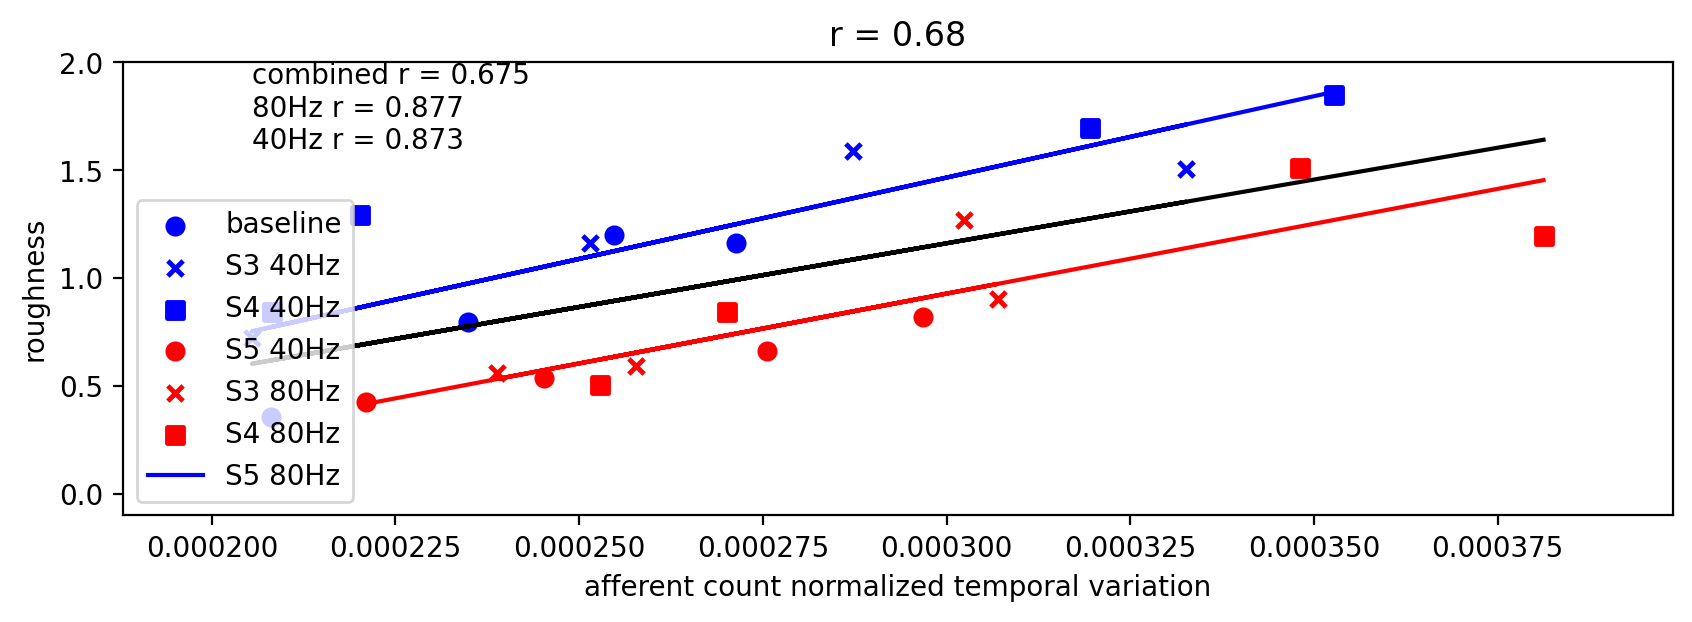 r = 0.68
combined r = 0.675
80Hz r = 0.877
40Hz r = 0.873
baseline
S3 40Hz
S4 40Hz
S5 40Hz
S3 80Hz
S4 80Hz
S5 80Hz
roughness
2.0
1.5
1.0
0.5
0.0
0.000200 0.000225 0.000250 0.000275 0.000300 0.000325 0.000350 0.000375
afferent count normalized temporal variation